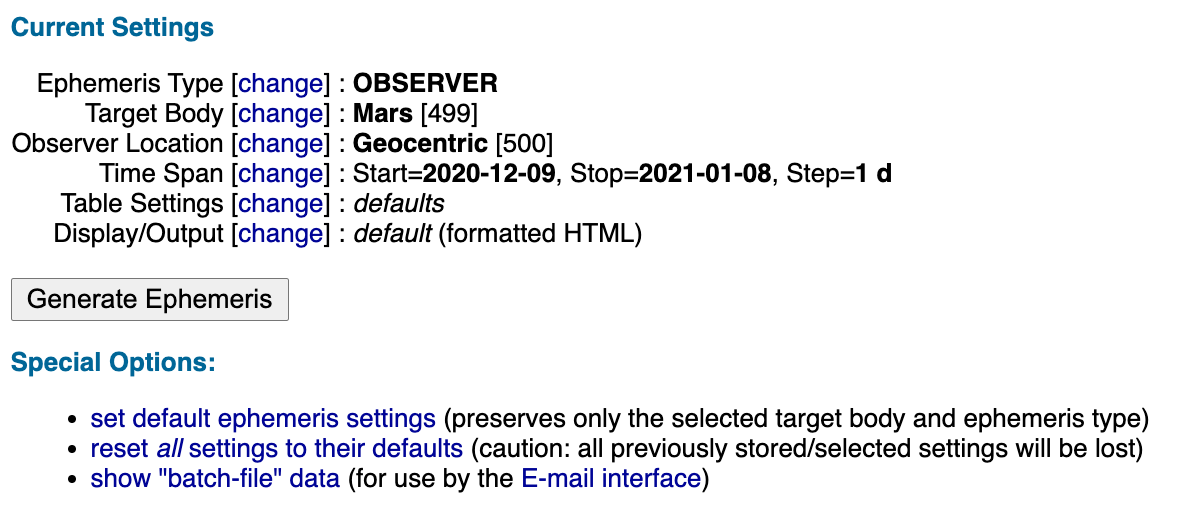 Current Settings
Ephemeris Type [change] : OBSERVER
Target Body [change] : Mars [499]
Observer Location [change] : Geocentric [500]
Time Span [change] : Start=2020-12-09, Stop=2021-01-08, Step=1 d
Table Settings [change] : defaults
Display/Output [change] : default (formatted HTML)
Generate Ephemeris
Special Options:
• set default ephemeris settings (preserves only the selected target body and ephemeris type)
• reset all settings to their defaults (caution: all previously stored/selected settings will be lost)
• show "batch-file" data (for use by the E-mail interface)